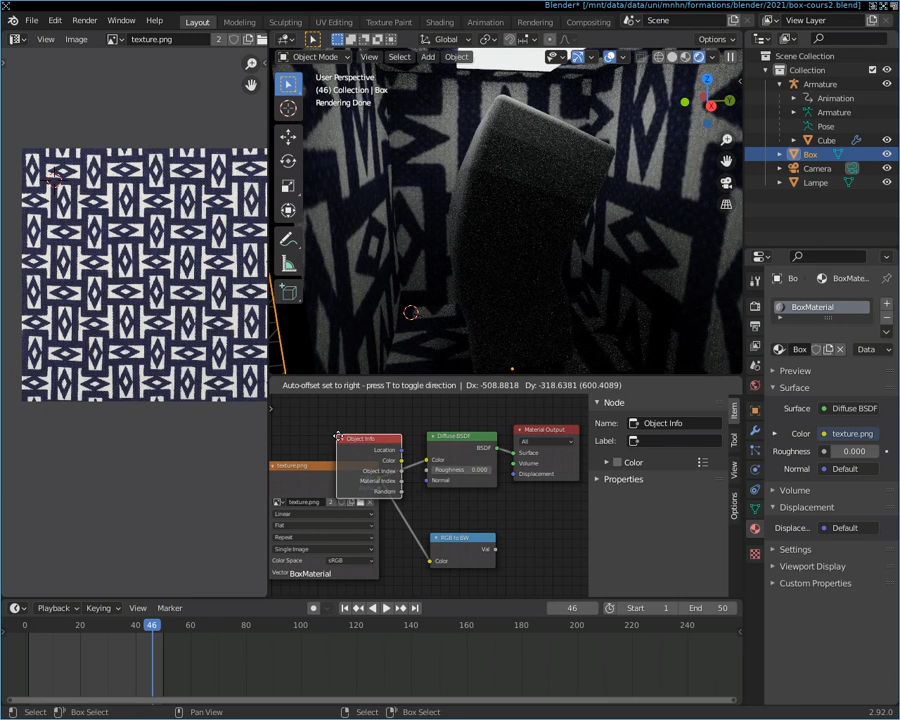 Blender* [/mnt/data/data/uni/mnhn/formations/blender/2021/box-cours2.blend]
File Edit Render Window Help Layout Modeling Sculpting UV Editing Texture Paint Shading Animation Rendering Compositing Scene View Layer
View Image texture.png 2 Global Options
Object Mode View Select Add Object
User Perspective
(46) Collection | Box
Rendering Done
Z
Y
X
Scene Collection
Collection
Armature
Animation
Armature
Pose
Cube
Box
Camera
Lampe
Bo BoxMate...
BoxMaterial
Box Data
Preview
Surface
Surface Diffuse BSDF
Color texture.png
Roughness 0.000
Normal Default
Volume
Displacement
Displace... Default
Settings
Viewport Display
Custom Properties
Auto-offset set to right - press T to toggle direction | Dx: -508.8818 Dy: -318.6381 (600.4089)
texture.png
texture.png 2
Linear
Flat
Repeat
Single Image
Color Space sRGB
Vector
BoxMaterial
Object Info
Location
Color
Object Index
Material Index
Random
Diffuse BSDF
BSDF
Color
Roughness 0.000
Normal
Material Output
All
Surface
Volume
Displacement
RGB to BW
Val
Color
Node
Name: Object Info
Label:
Color
Properties
Item
Tool
View
Options
Playback Keying View Marker 46 Start 1 End 50
0 20 40 46 60 80 100 120 140 160 180 200 220 240
Select Box Select Pan View Select Box Select 2.92.0